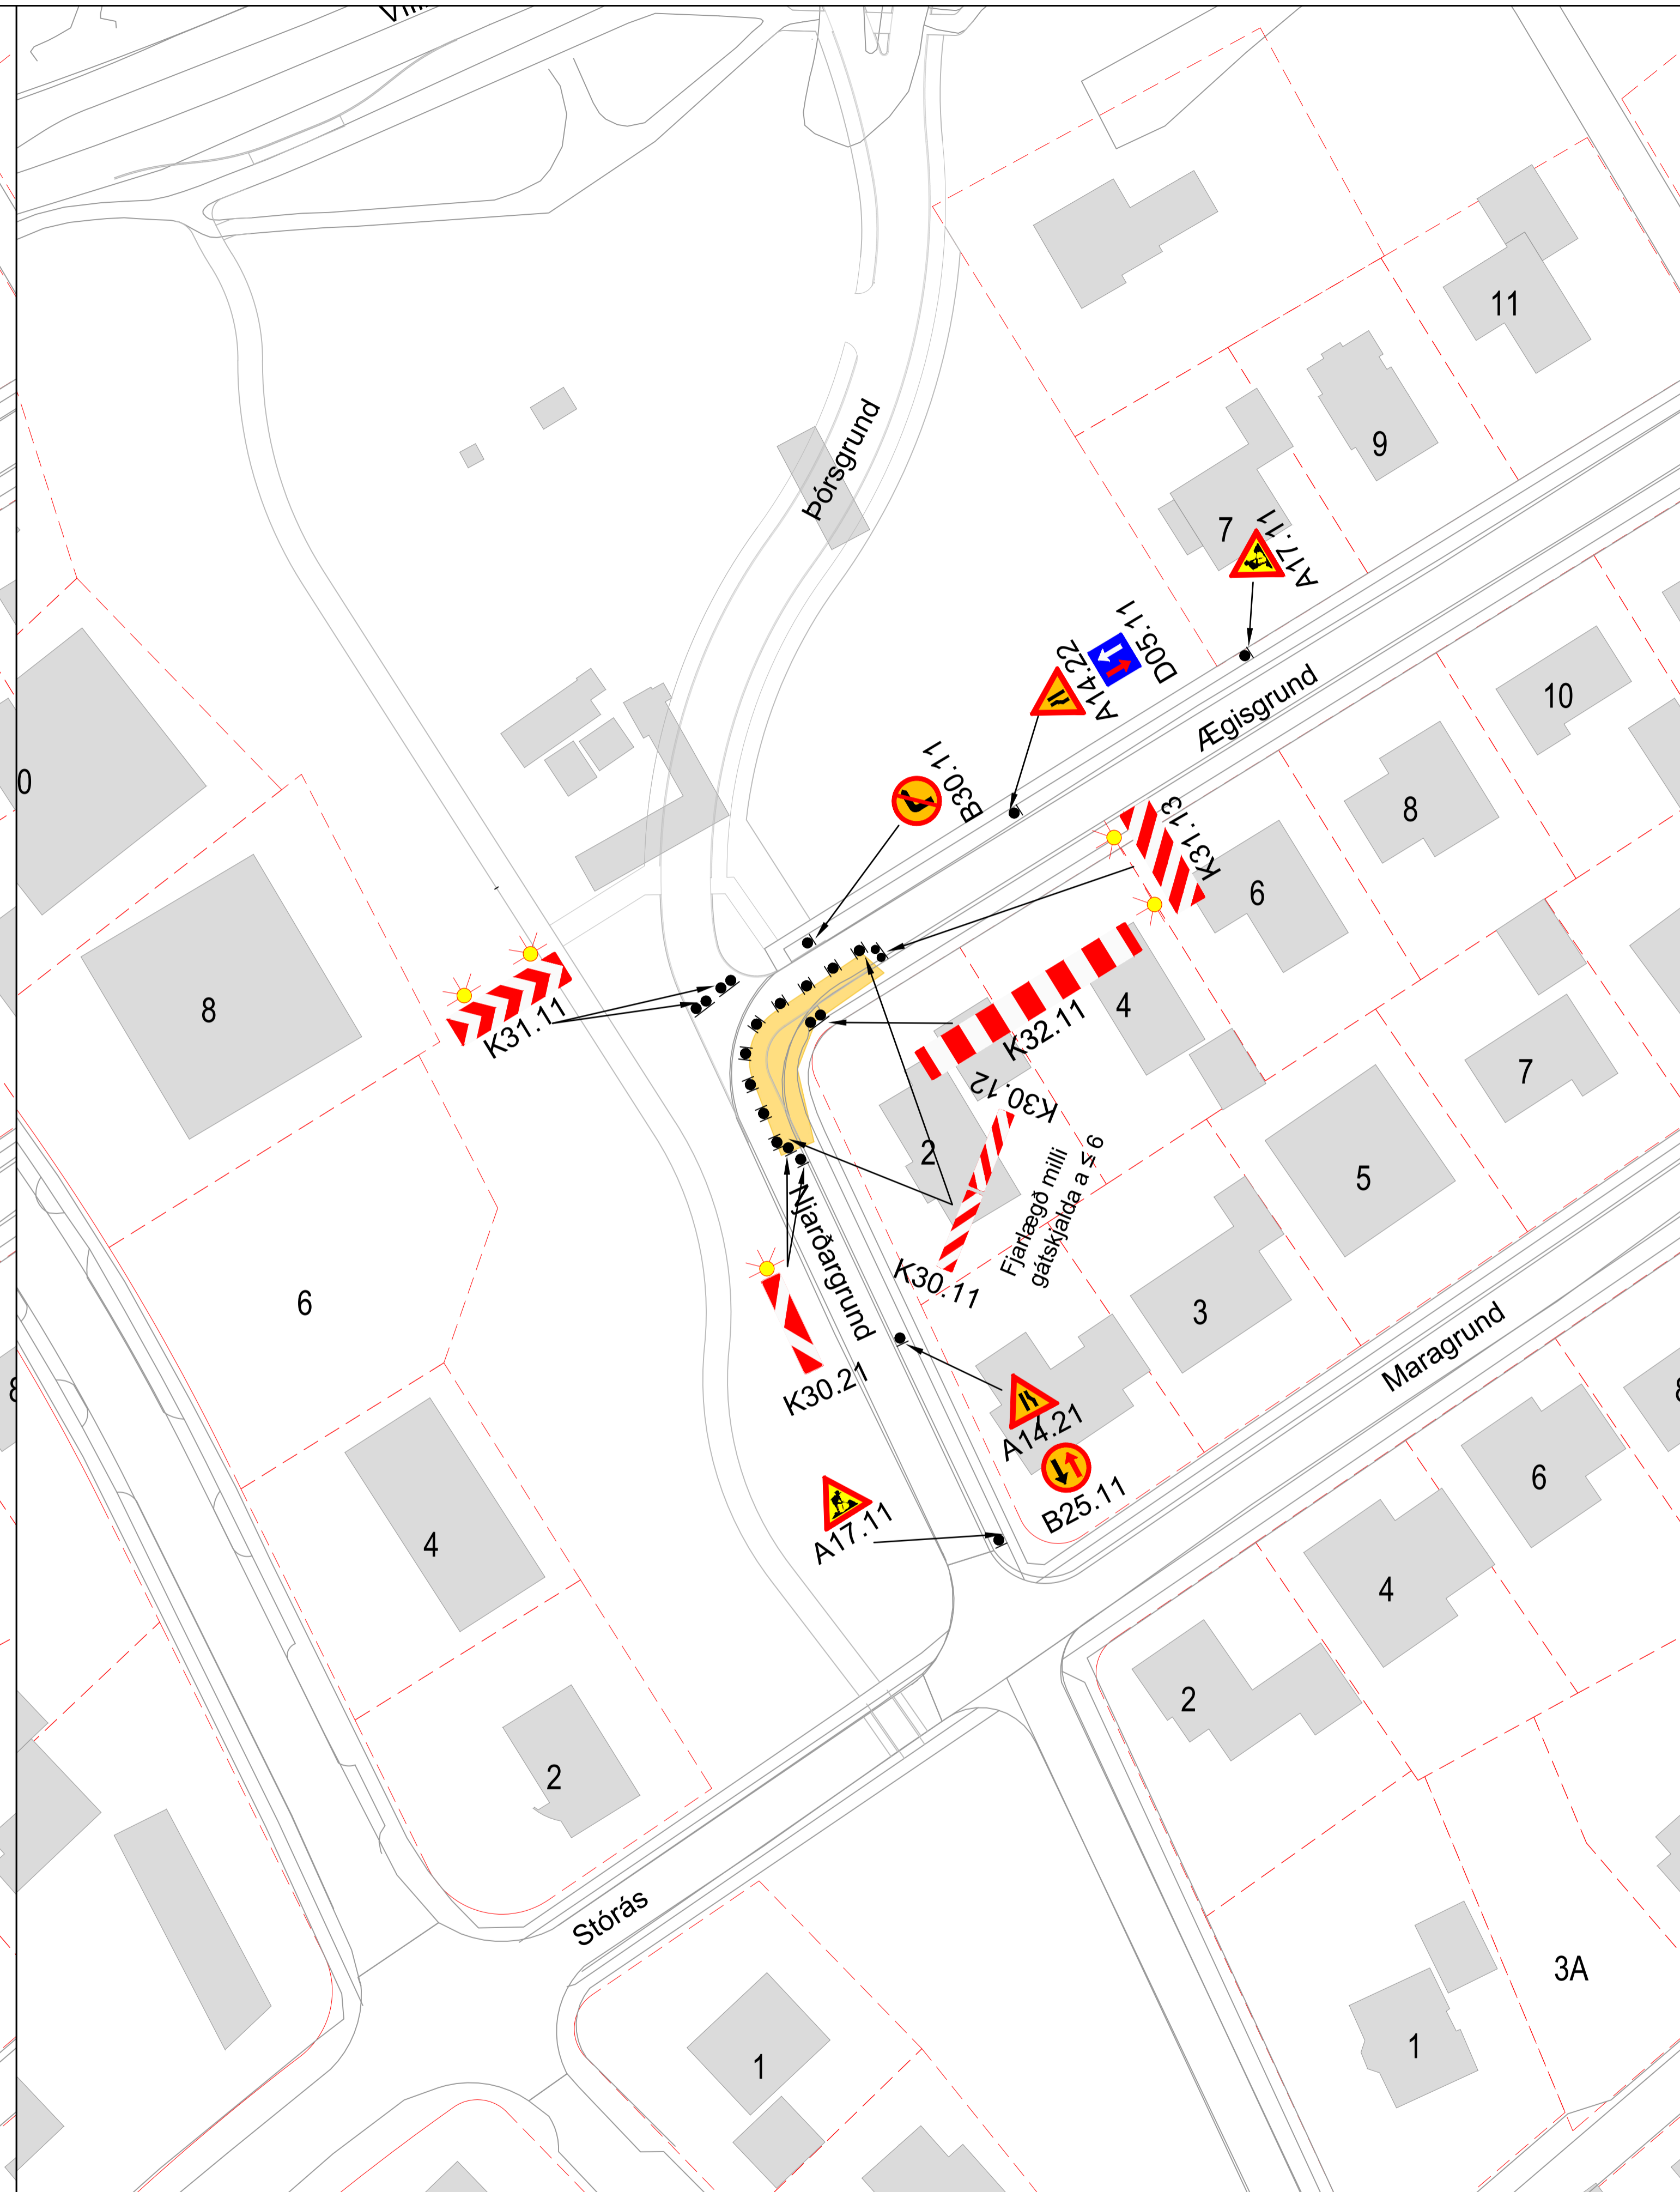 Þórsgrund
11
9
7
A17.11
D05.11
A14.22
Ægisgrund
10
B30.11
8
K31.13
6
0
8
K31.11
K32.11
4
7
K30.12
2
Fjarlægð milli
gátskjalda a ≤ 6
5
Njarðargrund
K30.11
3
6
Maragrund
K30.21
A14.21
B25.11
6
A17.11
4
4
2
2
Stórás
3A
1
1